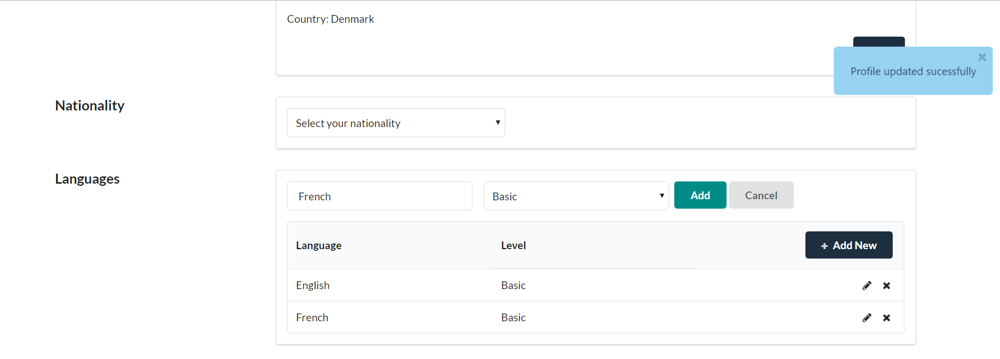 Country: Denmark
Profile updated sucessfully
Nationality
Select your nationality
Languages
French Basic Add Cancel
Language Level + Add New
English Basic
French Basic